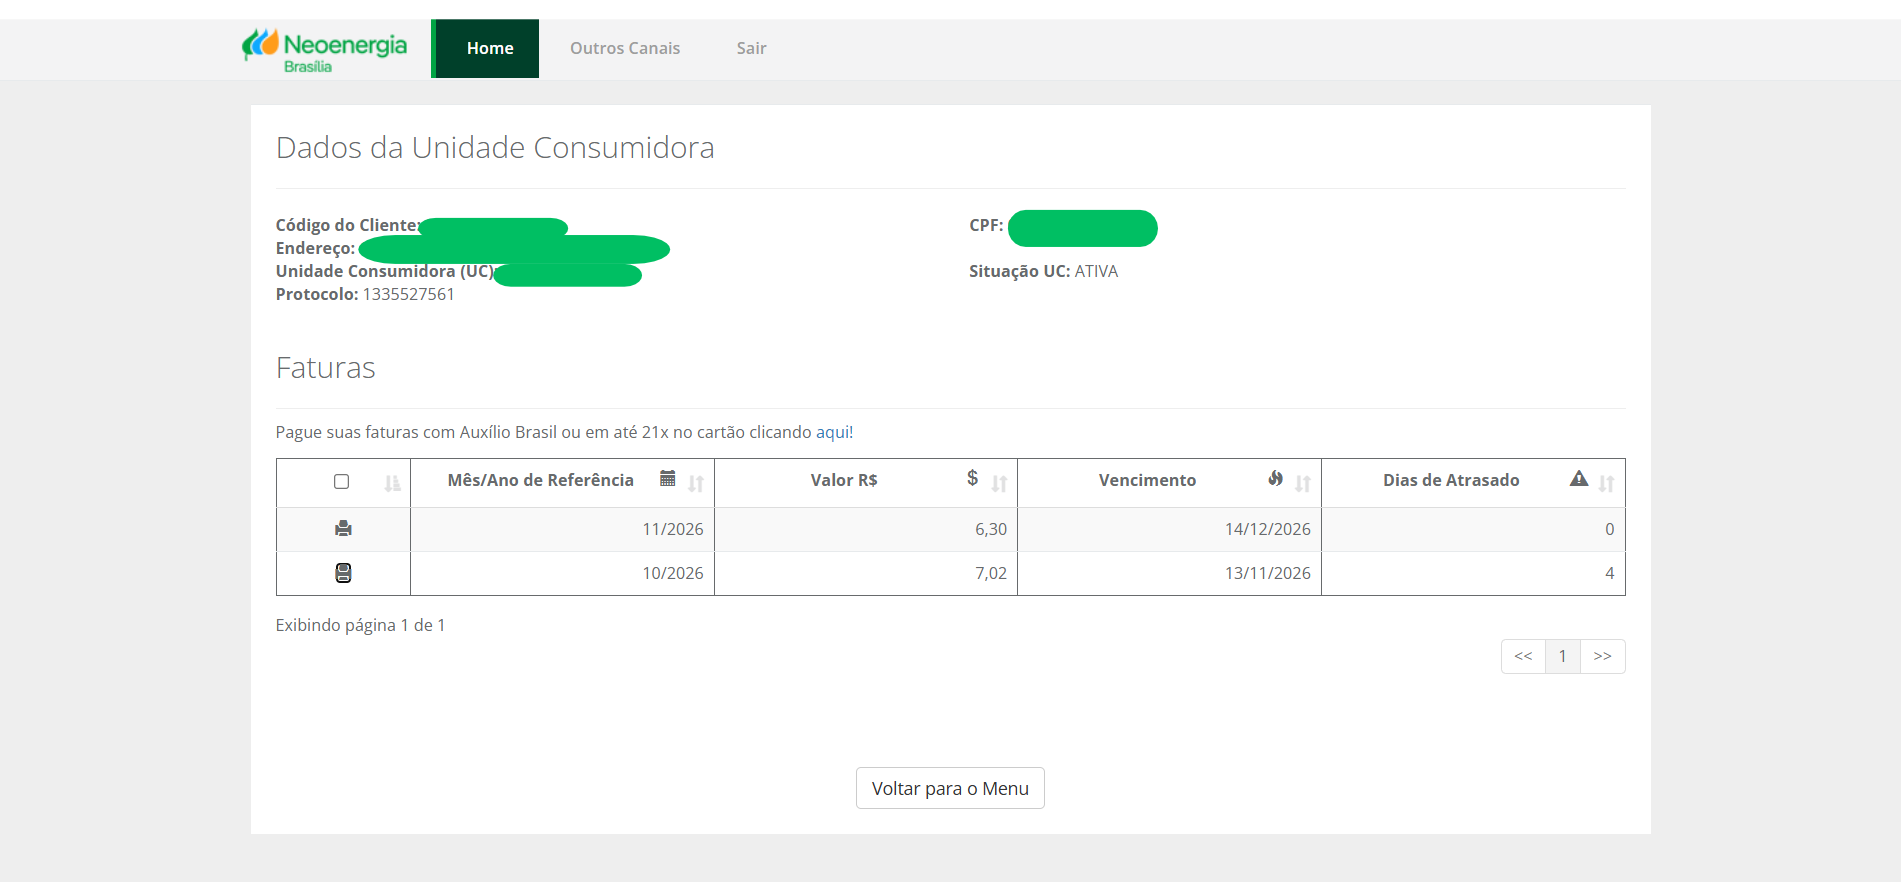 Neoenergia
Brasília
Home Outros Canais Sair
Dados da Unidade Consumidora
Código do Cliente: CPF:
Endereço:
Unidade Consumidora (UC): Situação UC: ATIVA
Protocolo: 1335527561
Faturas
Pague suas faturas com Auxílio Brasil ou em até 21x no cartão clicando aqui!
Mês/Ano de Referência Valor R$ $ Vencimento Dias de Atrasado
11/2026 6,30 14/12/2026 0
10/2026 7,02 13/11/2026 4
Exibindo página 1 de 1
<< 1 >>
Voltar para o Menu